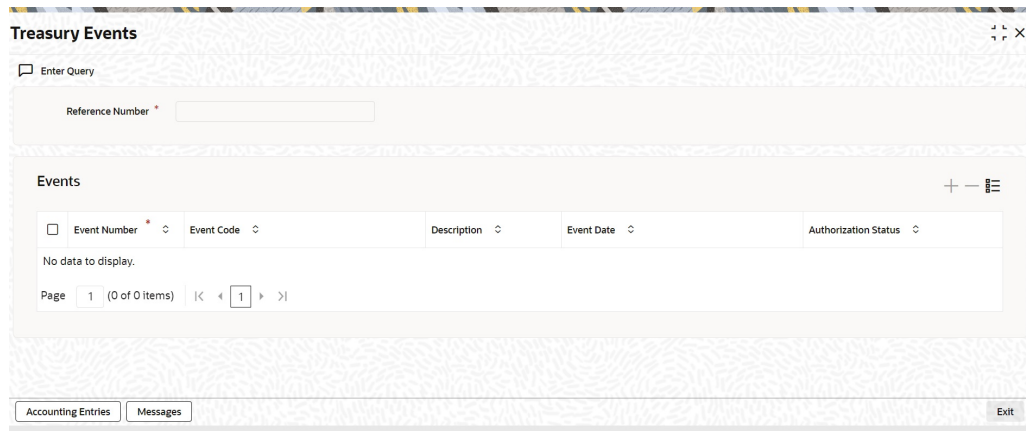 Treasury Events
Enter Query
Reference Number *
Events
Event Number * Event Code Description Event Date Authorization Status
No data to display.
Page 1 (0 of 0 items) 1
Accounting Entries Messages Exit